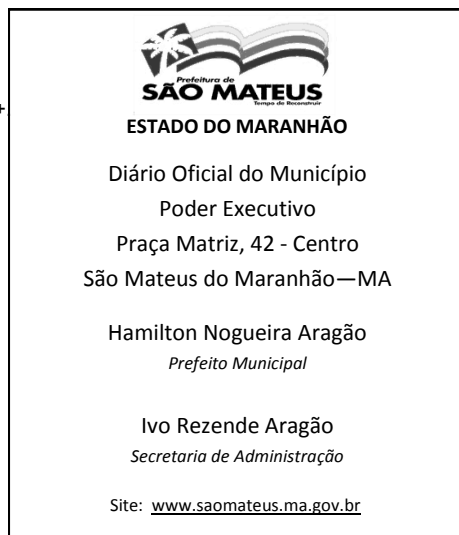 Prefeitura de
SÃO MATEUS
Tempo de Reconstruir
+
ESTADO DO MARANHÃO
Diário Oficial do Município
Poder Executivo
Praça Matriz, 42 - Centro
São Mateus do Maranhão—MA
Hamilton Nogueira Aragão
Prefeito Municipal
Ivo Rezende Aragão
Secretaria de Administração
Site: www.saomateus.ma.gov.br